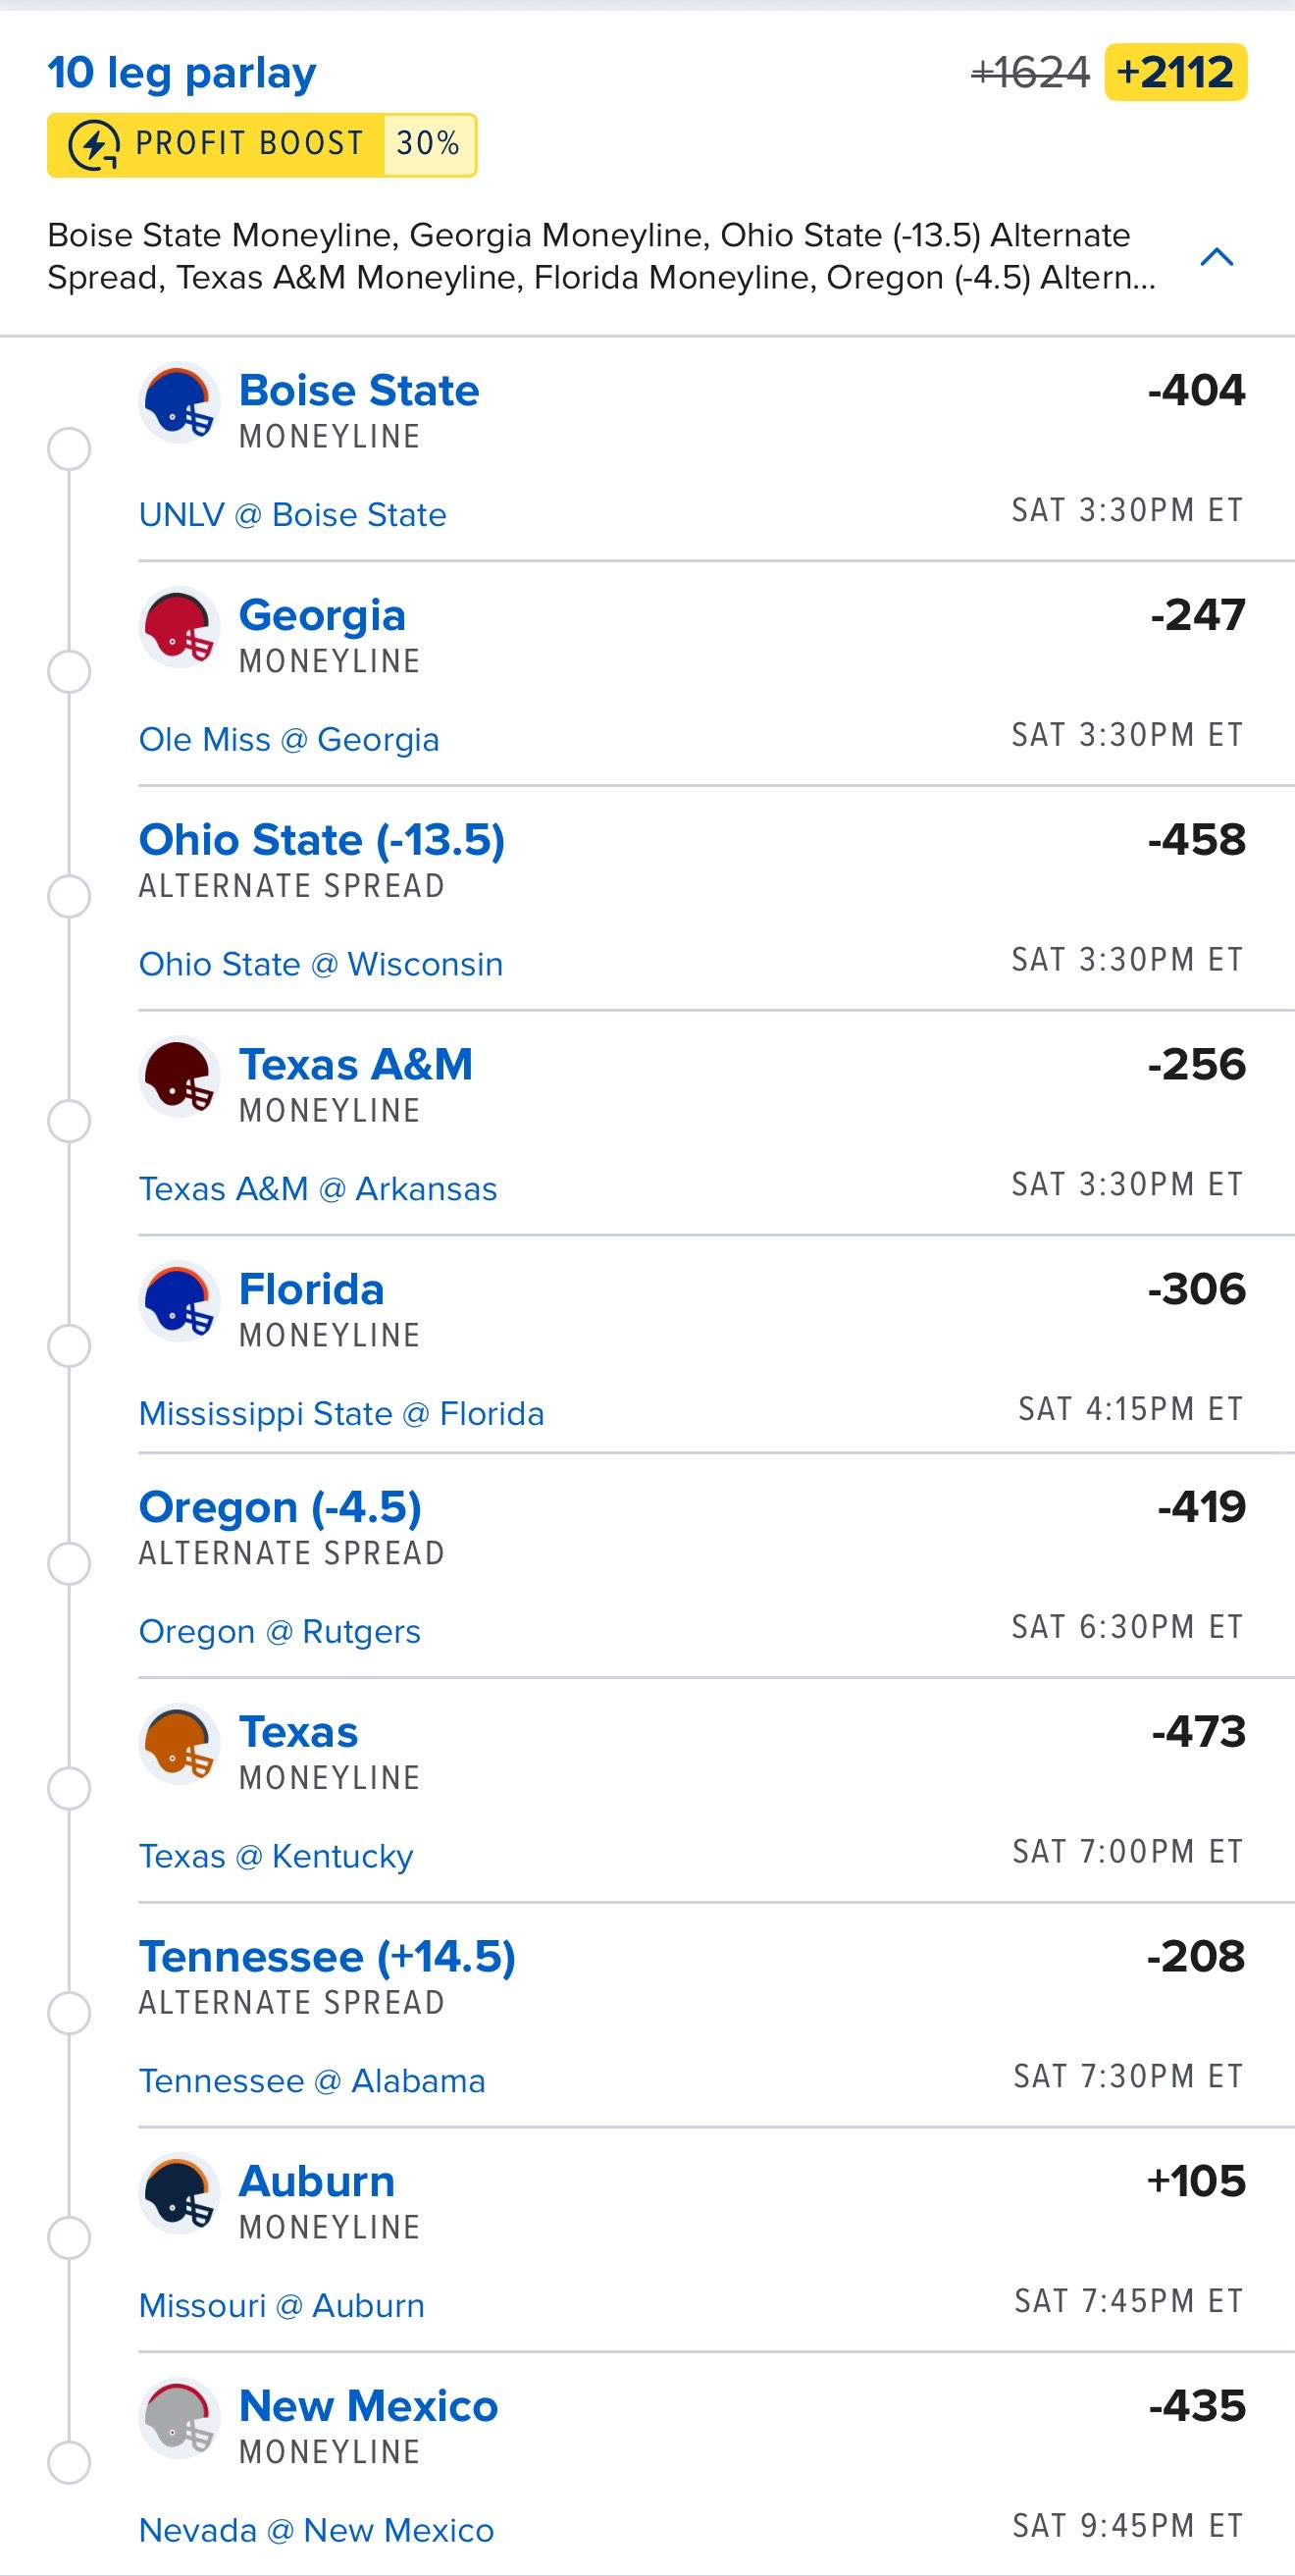 10 leg parlay +1624 +2112
PROFIT BOOST 30%
Boise State Moneyline, Georgia Moneyline, Ohio State (-13.5) Alternate
Spread, Texas A&M Moneyline, Florida Moneyline, Oregon (-4.5) Altern...
Boise State -404
MONEYLINE
UNLV @ Boise State SAT 3:30PM ET
Georgia -247
MONEYLINE
Ole Miss @ Georgia SAT 3:30PM ET
Ohio State (-13.5) -458
ALTERNATE SPREAD
Ohio State @ Wisconsin SAT 3:30PM ET
Texas A&M -256
MONEYLINE
Texas A&M @ Arkansas SAT 3:30PM ET
Florida -306
MONEYLINE
Mississippi State @ Florida SAT 4:15PM ET
Oregon (-4.5) -419
ALTERNATE SPREAD
Oregon @ Rutgers SAT 6:30PM ET
Texas -473
MONEYLINE
Texas @ Kentucky SAT 7:00PM ET
Tennessee (+14.5) -208
ALTERNATE SPREAD
Tennessee @ Alabama SAT 7:30PM ET
Auburn +105
MONEYLINE
Missouri @ Auburn SAT 7:45PM ET
New Mexico -435
MONEYLINE
Nevada @ New Mexico SAT 9:45PM ET